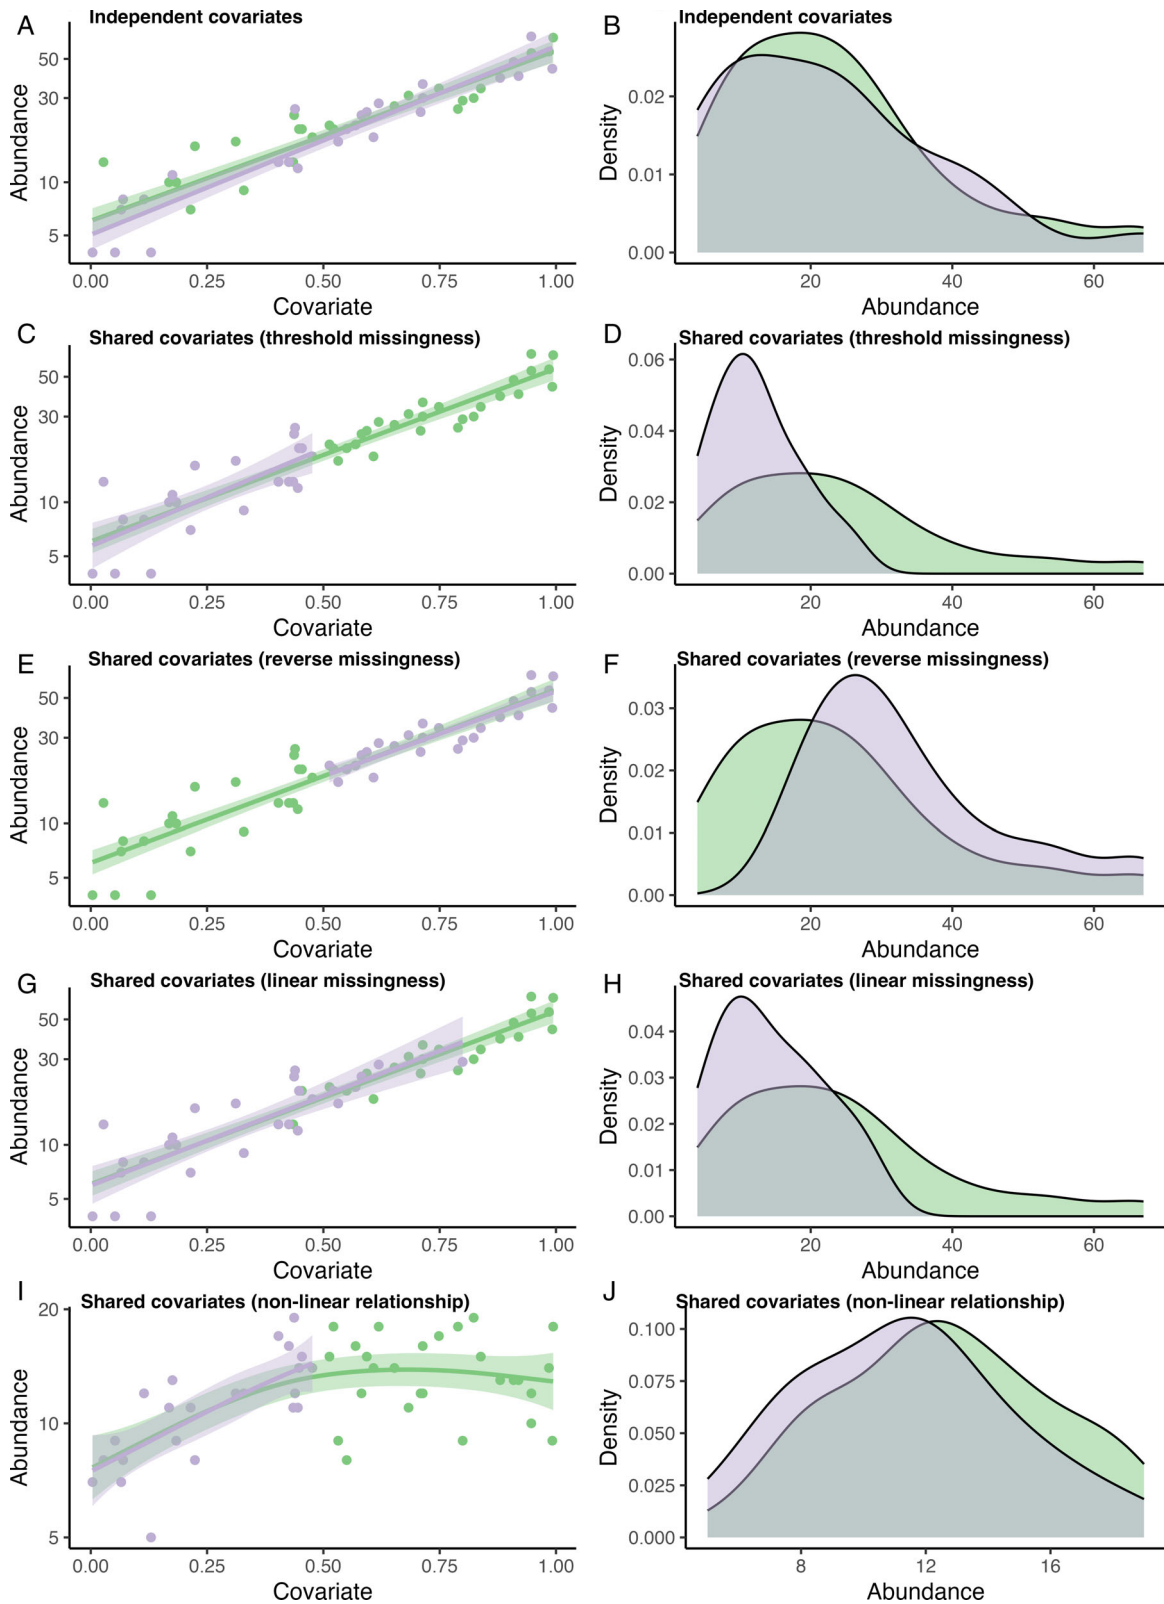 A Independent covariates
50
30
10
5
Abundance
0.00 0.25 0.50 0.75 1.00
Covariate
B Independent covariates
0.02
0.01
0.00
Density
20 40 60
Abundance
C Shared covariates (threshold missingness)
50
30
10
5
Abundance
0.00 0.25 0.50 0.75 1.00
Covariate
D Shared covariates (threshold missingness)
0.06
0.04
0.02
0.00
Density
20 40 60
Abundance
E Shared covariates (reverse missingness)
50
30
10
5
Abundance
0.00 0.25 0.50 0.75 1.00
Covariate
F Shared covariates (reverse missingness)
0.03
0.02
0.01
0.00
Density
20 40 60
Abundance
G Shared covariates (linear missingness)
50
30
10
5
Abundance
0.00 0.25 0.50 0.75 1.00
Covariate
H Shared covariates (linear missingness)
0.04
0.03
0.02
0.01
0.00
Density
20 40 60
Abundance
I Shared covariates (non-linear relationship)
20
10
5
Abundance
0.00 0.25 0.50 0.75 1.00
Covariate
J Shared covariates (non-linear relationship)
0.100
0.075
0.050
0.025
0.000
Density
8 12 16
Abundance